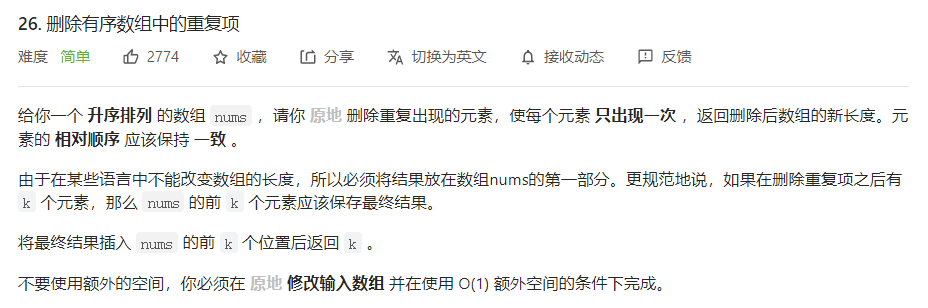 26. 删除有序数组中的重复项
难度 简单 2774 收藏 分享 切换为英文 接收动态 反馈
给你一个 升序排列 的数组 nums ，请你 原地 删除重复出现的元素，使每个元素 只出现一次 ，返回删除后数组的新长度。元
素的 相对顺序 应该保持 一致 。
由于在某些语言中不能改变数组的长度，所以必须将结果放在数组nums的第一部分。更规范地说，如果在删除重复项之后有
k 个元素，那么 nums 的前 k 个元素应该保存最终结果。
将最终结果插入 nums 的前 k 个位置后返回 k 。
不要使用额外的空间，你必须在 原地 修改输入数组 并在使用 O(1) 额外空间的条件下完成。